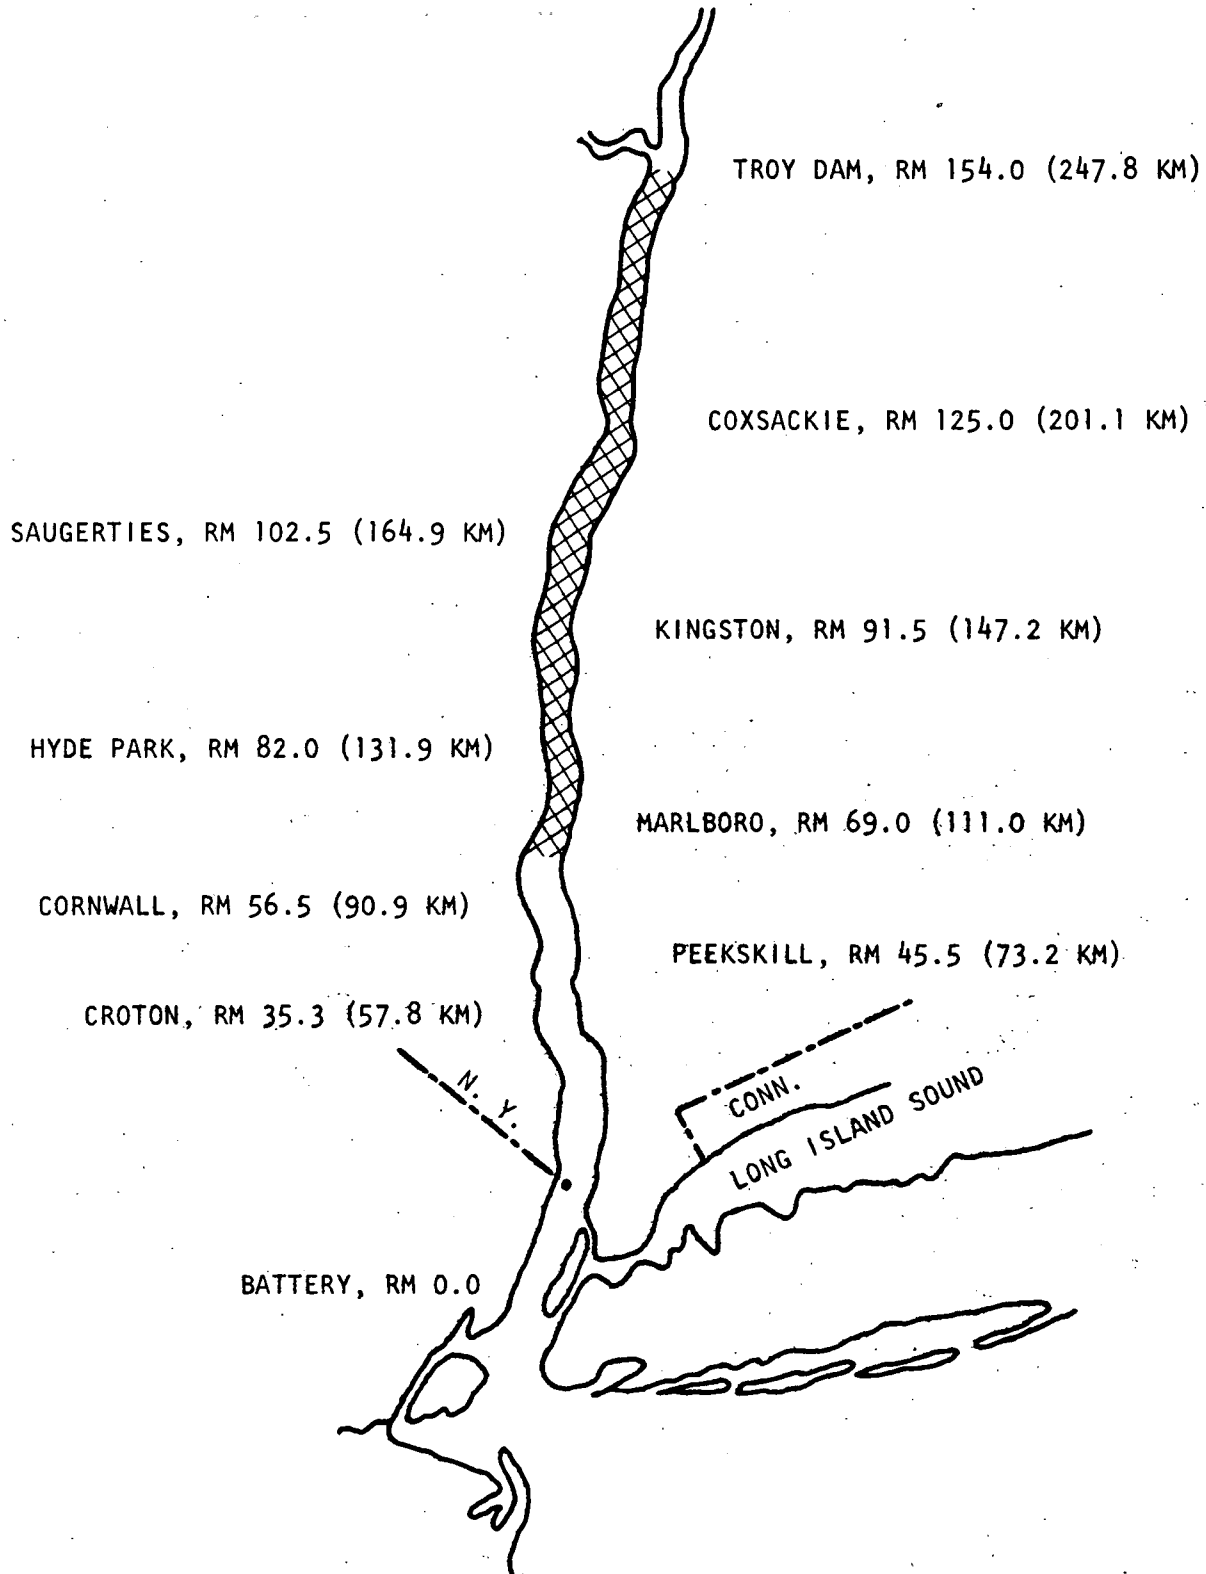 TROY DAM, RM 154.0 (247.8 KM)
COXSACKIE, RM 125.0 (201.1 KM)
SAUGERTIES, RM 102.5 (164.9 KM)
KINGSTON, RM 91.5 (147.2 KM)
HYDE PARK, RM 82.0 (131.9 KM)
MARLBORO, RM 69.0 (111.0 KM)
CORNWALL, RM 56.5 (90.9 KM)
PEEKSKILL, RM 45.5 (73.2 KM)
CROTON, RM 35.3 (57.8 KM)
N. Y.
CONN.
LONG ISLAND SOUND
BATTERY, RM 0.0